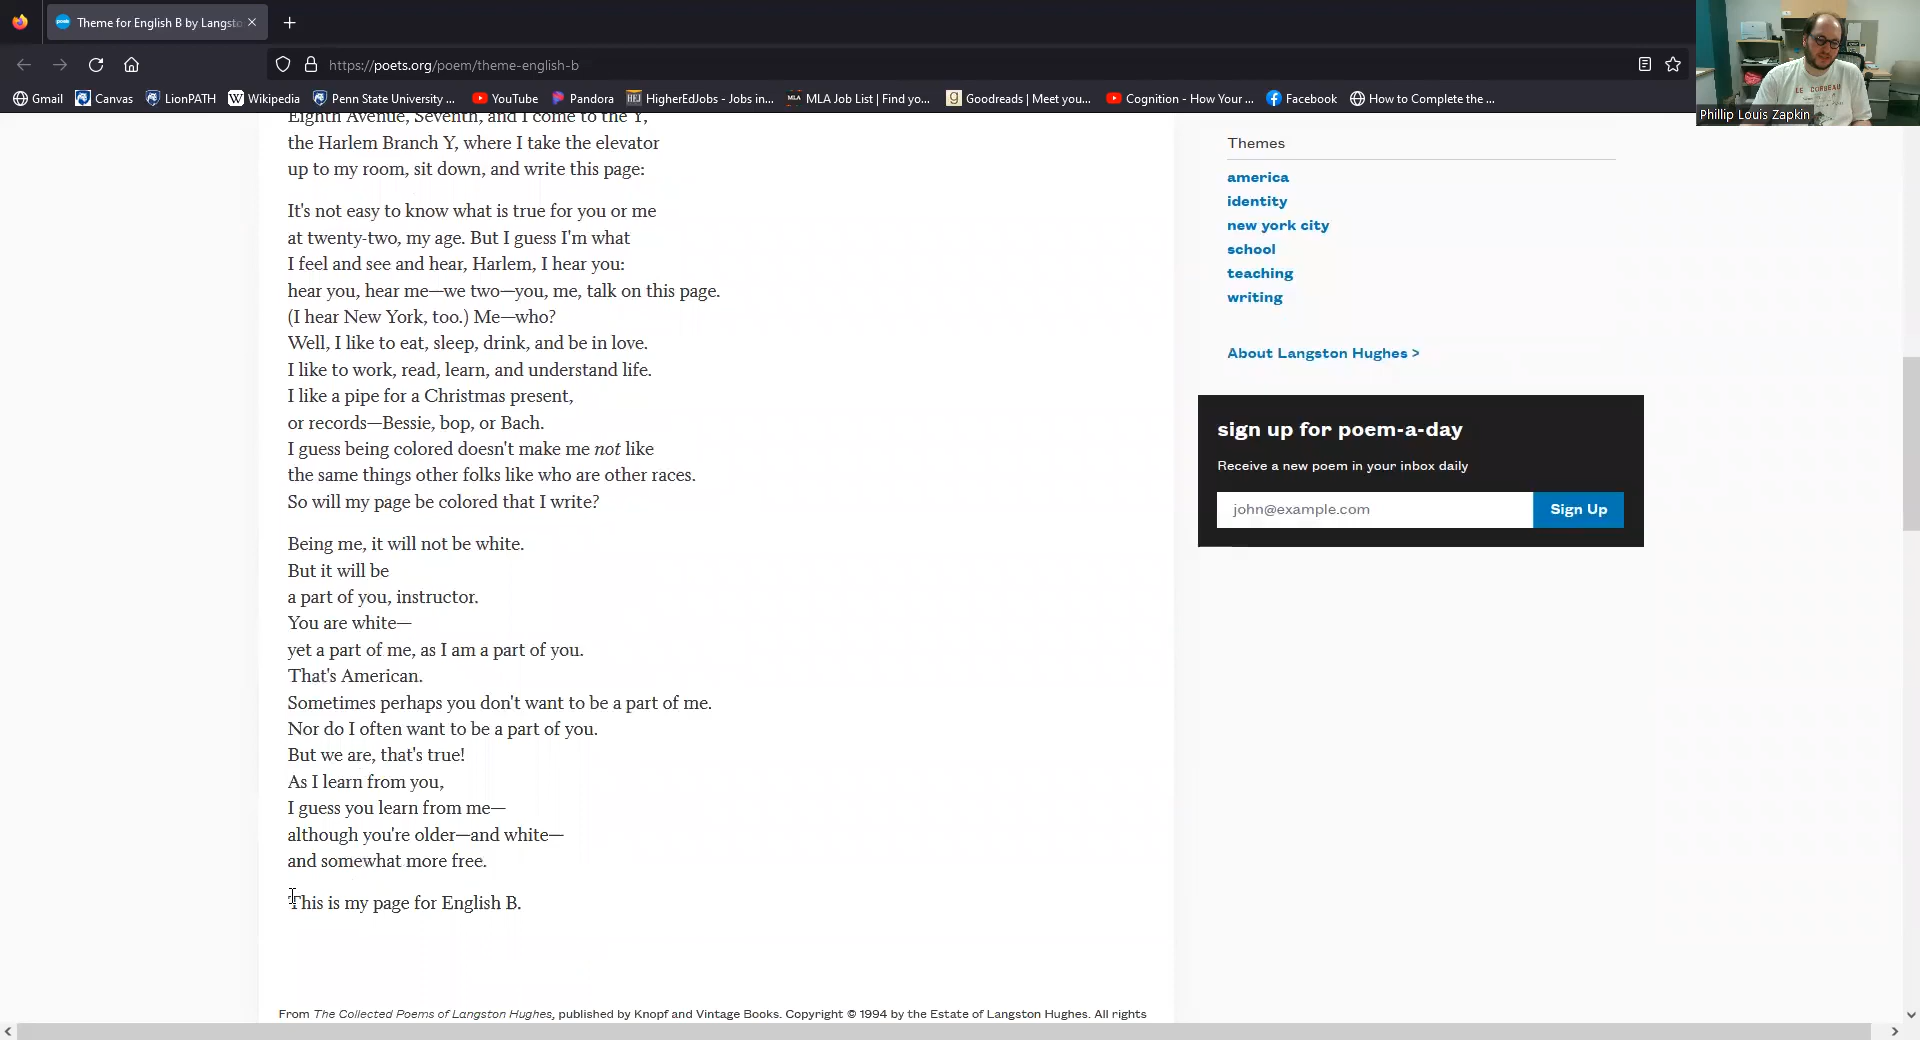 Theme for English B by Langsto
https://poets.org/poem/theme-english-b
Gmail
Canvas
LionPATH
Wikipedia
Penn State University ...
YouTube
Pandora
HigherEdJobs - Jobs in...
MLA Job List | Find yo...
Goodreads | Meet you...
Cognition - How Your ...
Facebook
How to Complete the ...
LE CORBEAU
Phillip Louis Zapkin
Eighth Avenue, Seventh, and I come to the Y,
the Harlem Branch Y, where I take the elevator
up to my room, sit down, and write this page:
It's not easy to know what is true for you or me
at twenty-two, my age. But I guess I'm what
I feel and see and hear, Harlem, I hear you:
hear you, hear me—we two—you, me, talk on this page.
(I hear New York, too.) Me—who?
Well, I like to eat, sleep, drink, and be in love.
I like to work, read, learn, and understand life.
I like a pipe for a Christmas present,
or records—Bessie, bop, or Bach.
I guess being colored doesn't make me not like
the same things other folks like who are other races.
So will my page be colored that I write?
Being me, it will not be white.
But it will be
a part of you, instructor.
You are white—
yet a part of me, as I am a part of you.
That's American.
Sometimes perhaps you don't want to be a part of me.
Nor do I often want to be a part of you.
But we are, that's true!
As I learn from you,
I guess you learn from me—
although you're older—and white—
and somewhat more free.
This is my page for English B.
From The Collected Poems of Langston Hughes, published by Knopf and Vintage Books. Copyright © 1994 by the Estate of Langston Hughes. All rights
Themes
america
identity
new york city
school
teaching
writing
About Langston Hughes >
sign up for poem-a-day
Receive a new poem in your inbox daily
john@example.com
Sign Up